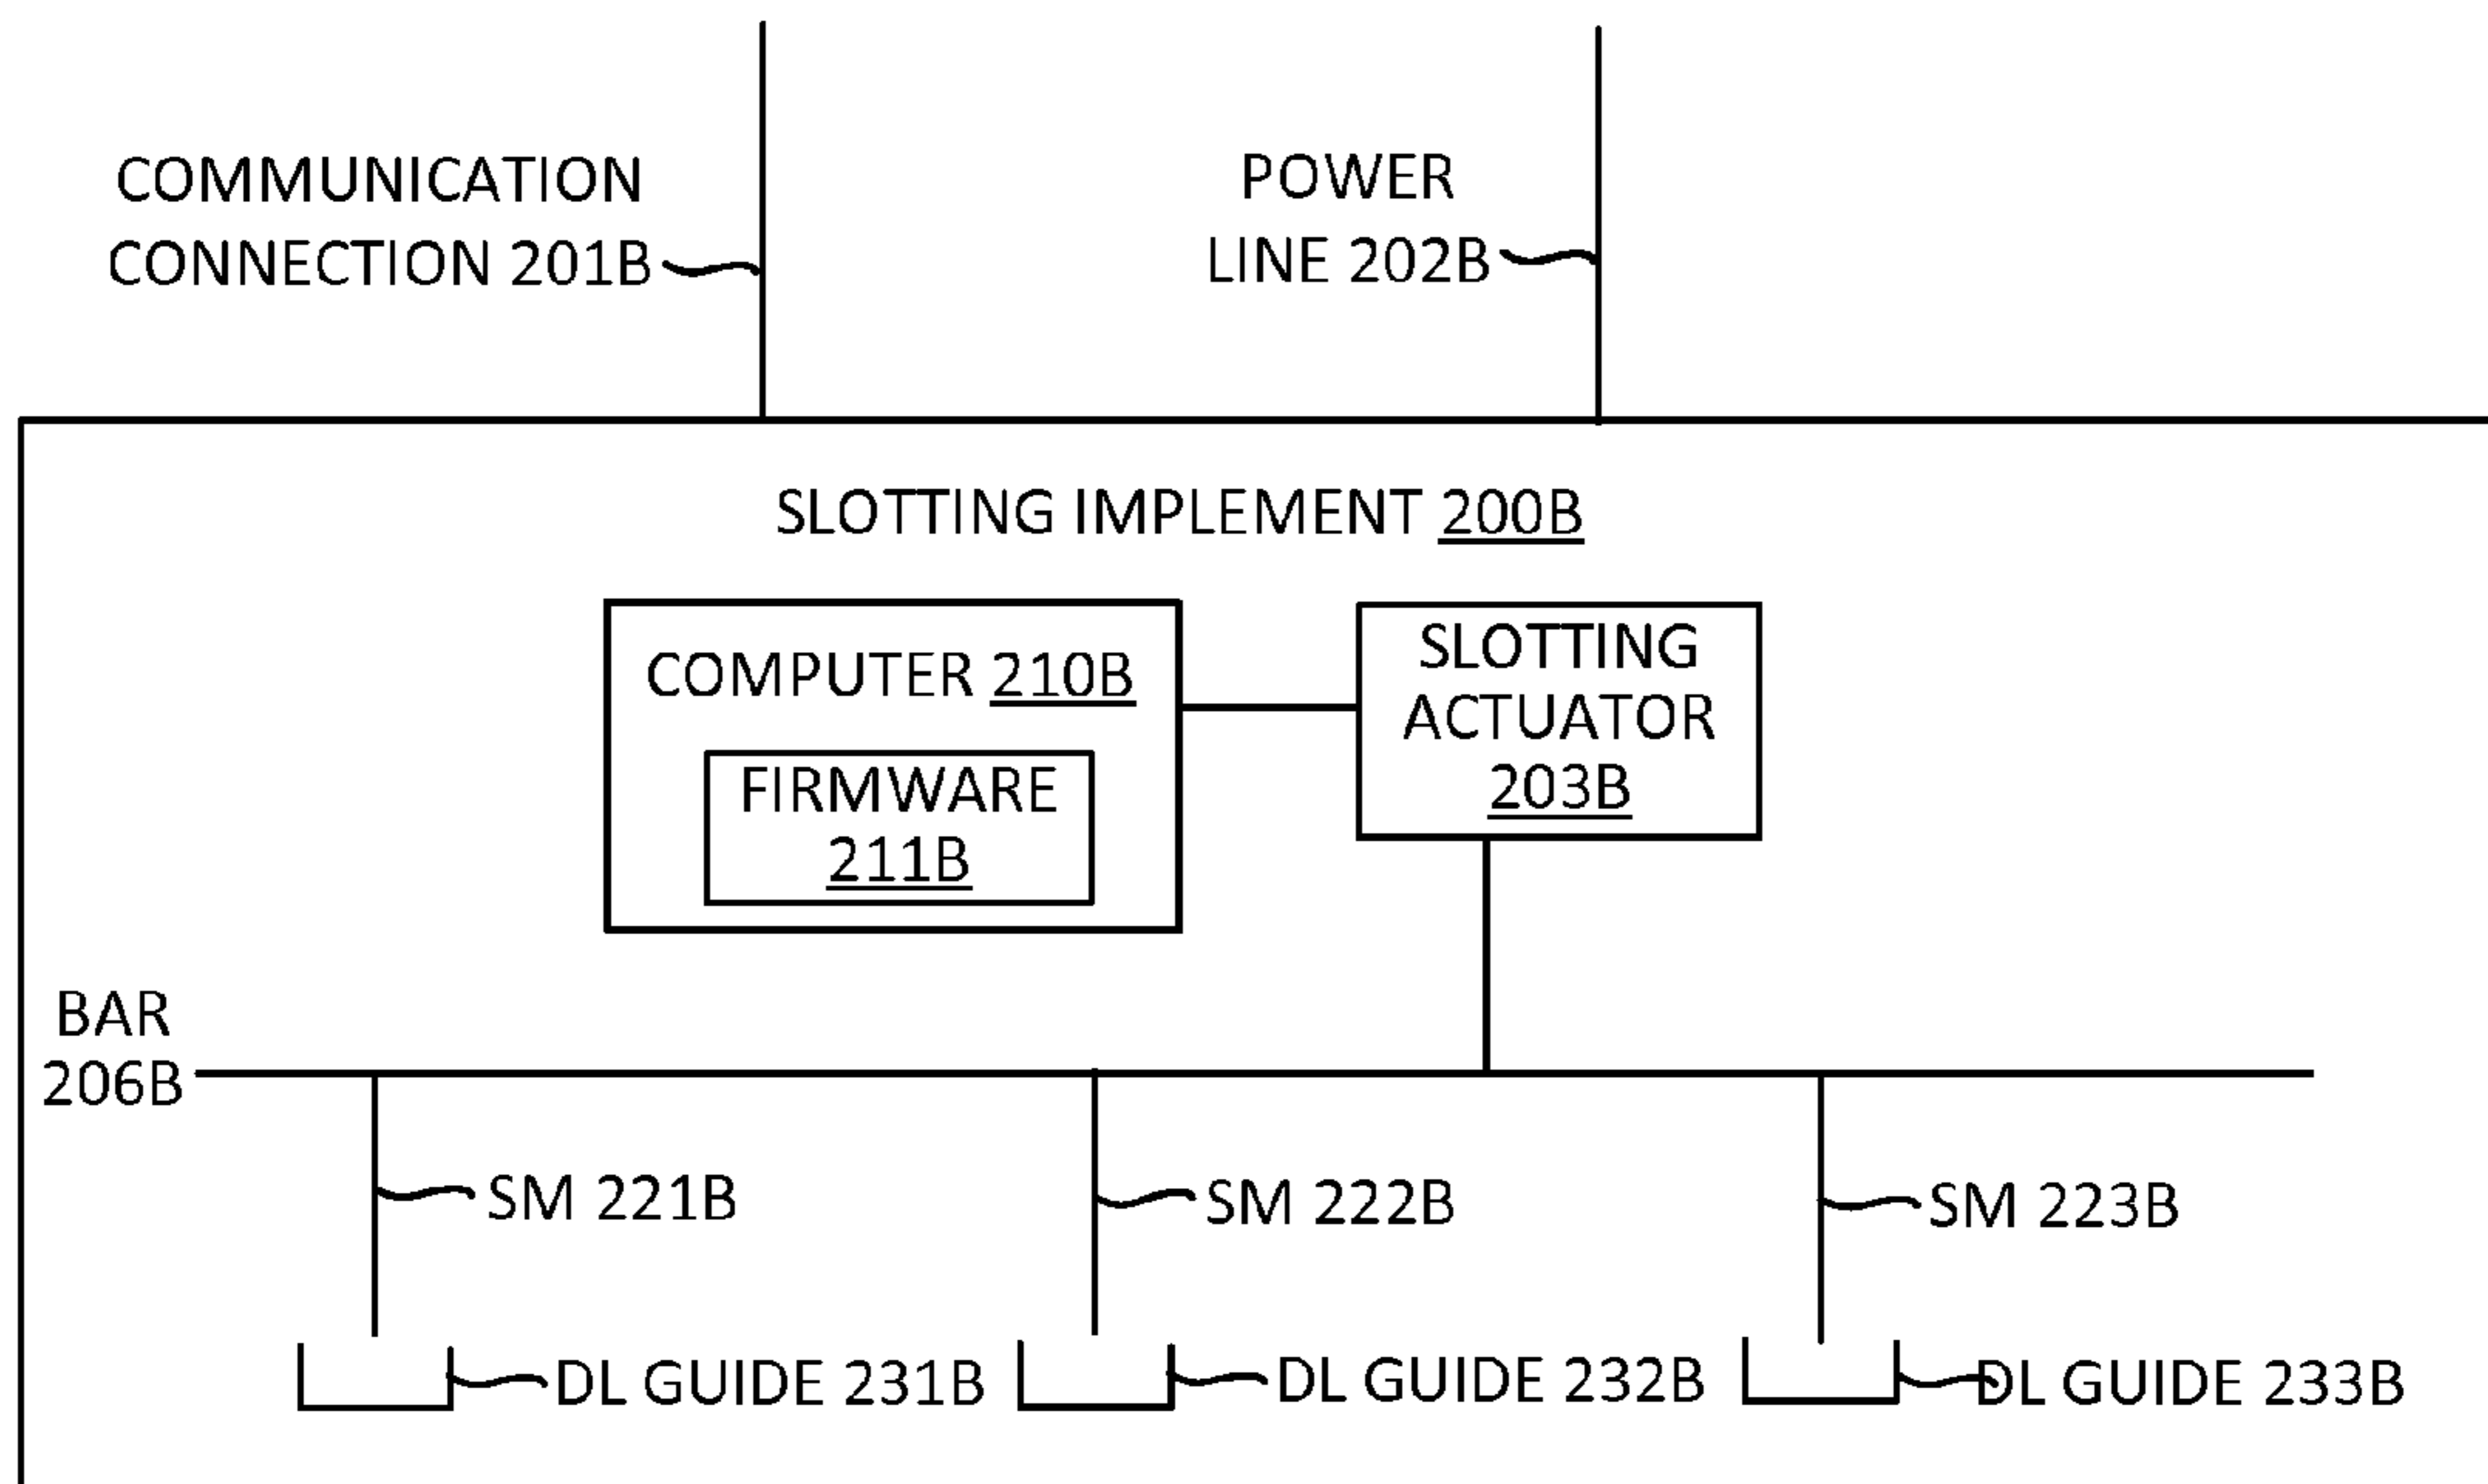 COMMUNICATION
CONNECTION 201B
POWER
LINE 202B
SLOTTING IMPLEMENT 200B
COMPUTER 210B
FIRMWARE
211B
SLOTTING
ACTUATOR
203B
BAR
206B
SM 221B
SM 222B
SM 223B
DL GUIDE 231B
DL GUIDE 232B
DL GUIDE 233B